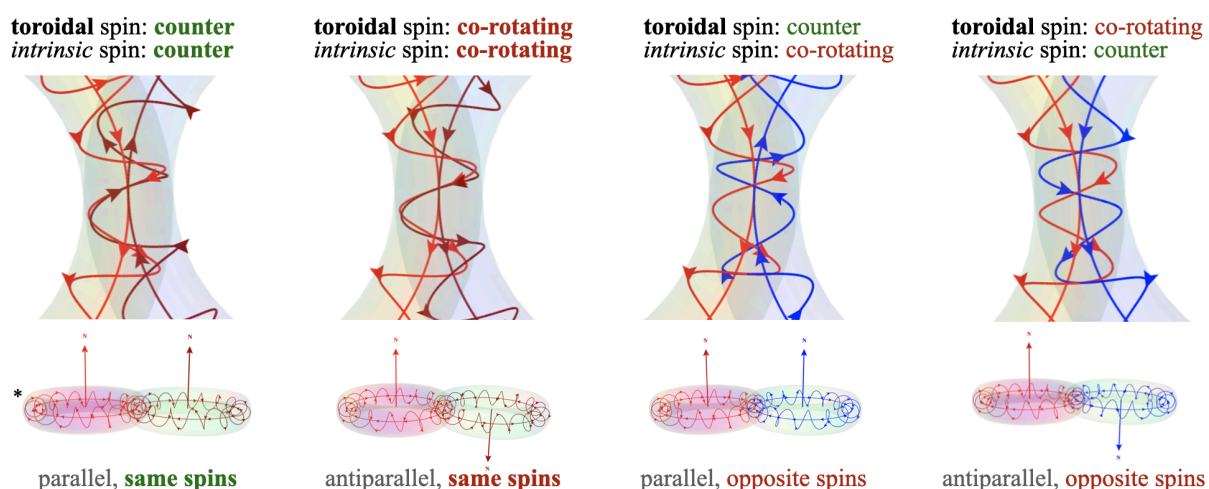 toroidal spin: counter
intrinsic spin: counter
toroidal spin: co-rotating
intrinsic spin: co-rotating
toroidal spin: counter
intrinsic spin: co-rotating
toroidal spin: co-rotating
intrinsic spin: counter
N
N
N
N
N
N
N
N
*
parallel, same spins
antiparallel, same spins
parallel, opposite spins
antiparallel, opposite spins